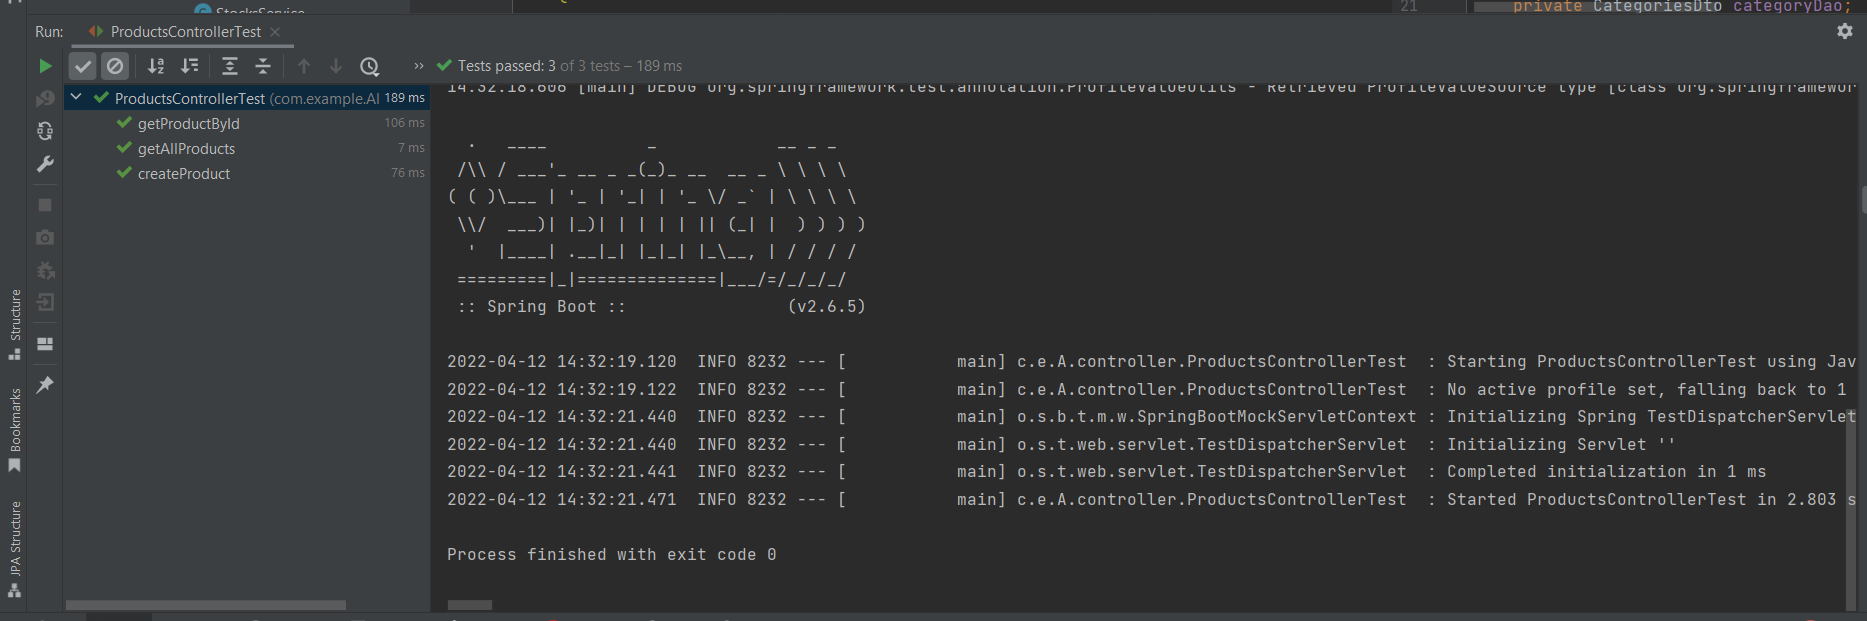 StocksService
21 private CategoriesDto categoryDao;
Run: ProductsControllerTest
Tests passed: 3 of 3 tests – 189 ms
ProductsControllerTest (com.example.Al 189 ms
getProductById 106 ms
getAllProducts 7 ms
createProduct 76 ms
14:32:18.606 [main] DEBUG org.springframework.test.annotation.ProfileValueUtils - Retrieved ProfileValueSource type [class org.springframewor
  .   ____          _            __ _ _
 /\\ / ___'_ __ _ _(_)_ __  __ _ \ \ \ \
( ( )\___ | '_ | '_| | '_ \/ _` | \ \ \ \
 \\/  ___)| |_)| | | | | || (_| |  ) ) ) )
  '  |____| .__|_| |_|_| |_\__, | / / / /
 =========|_|==============|___/=/_/_/_/
 :: Spring Boot ::                (v2.6.5)
2022-04-12 14:32:19.120  INFO 8232 --- [           main] c.e.A.controller.ProductsControllerTest  : Starting ProductsControllerTest using Jav
2022-04-12 14:32:19.122  INFO 8232 --- [           main] c.e.A.controller.ProductsControllerTest  : No active profile set, falling back to 1
2022-04-12 14:32:21.440  INFO 8232 --- [           main] o.s.b.t.m.w.SpringBootMockServletContext : Initializing Spring TestDispatcherServlet
2022-04-12 14:32:21.440  INFO 8232 --- [           main] o.s.t.web.servlet.TestDispatcherServlet  : Initializing Servlet ''
2022-04-12 14:32:21.441  INFO 8232 --- [           main] o.s.t.web.servlet.TestDispatcherServlet  : Completed initialization in 1 ms
2022-04-12 14:32:21.471  INFO 8232 --- [           main] c.e.A.controller.ProductsControllerTest  : Started ProductsControllerTest in 2.803 s
Process finished with exit code 0
Structure
Bookmarks
JPA Structure